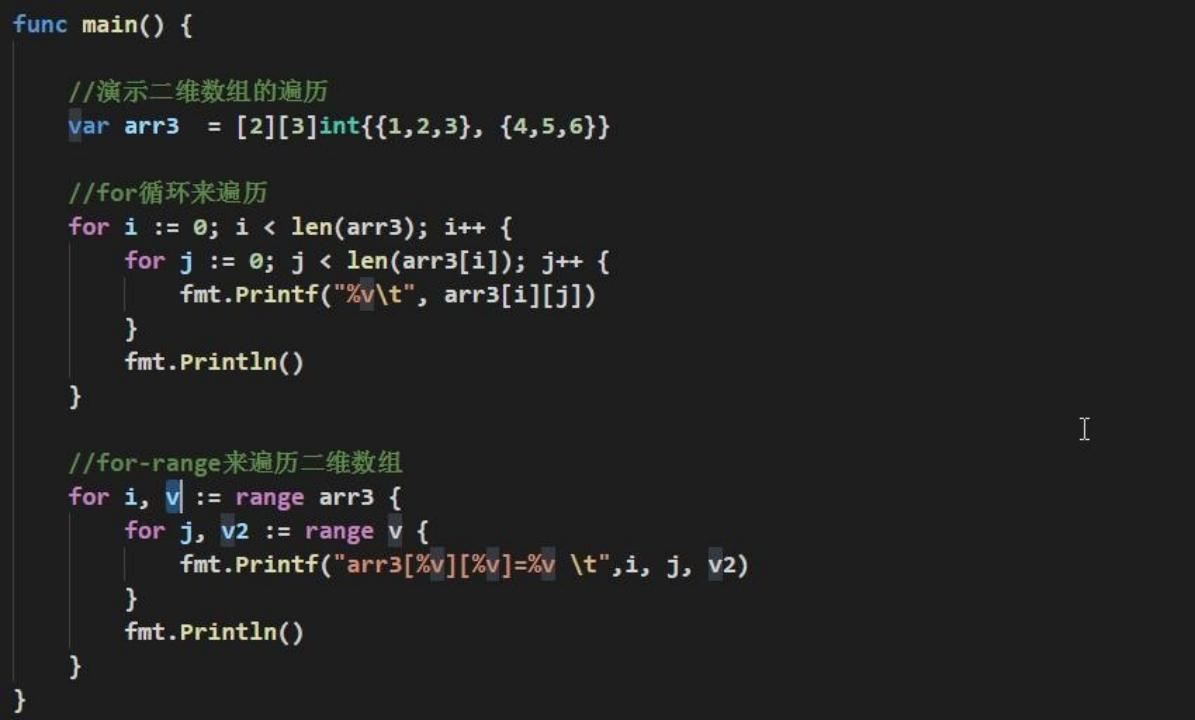 func main() {
//演示二维数组的遍历
var arr3  = [2][3]int{{1,2,3}, {4,5,6}}
//for循环来遍历
for i := 0; i < len(arr3); i++ {
for j := 0; j < len(arr3[i]); j++ {
fmt.Printf("%v\t", arr3[i][j])
}
fmt.Println()
}
//for-range来遍历二维数组
for i, v := range arr3 {
for j, v2 := range v {
fmt.Printf("arr3[%v][%v]=%v \t",i, j, v2)
}
fmt.Println()
}
}